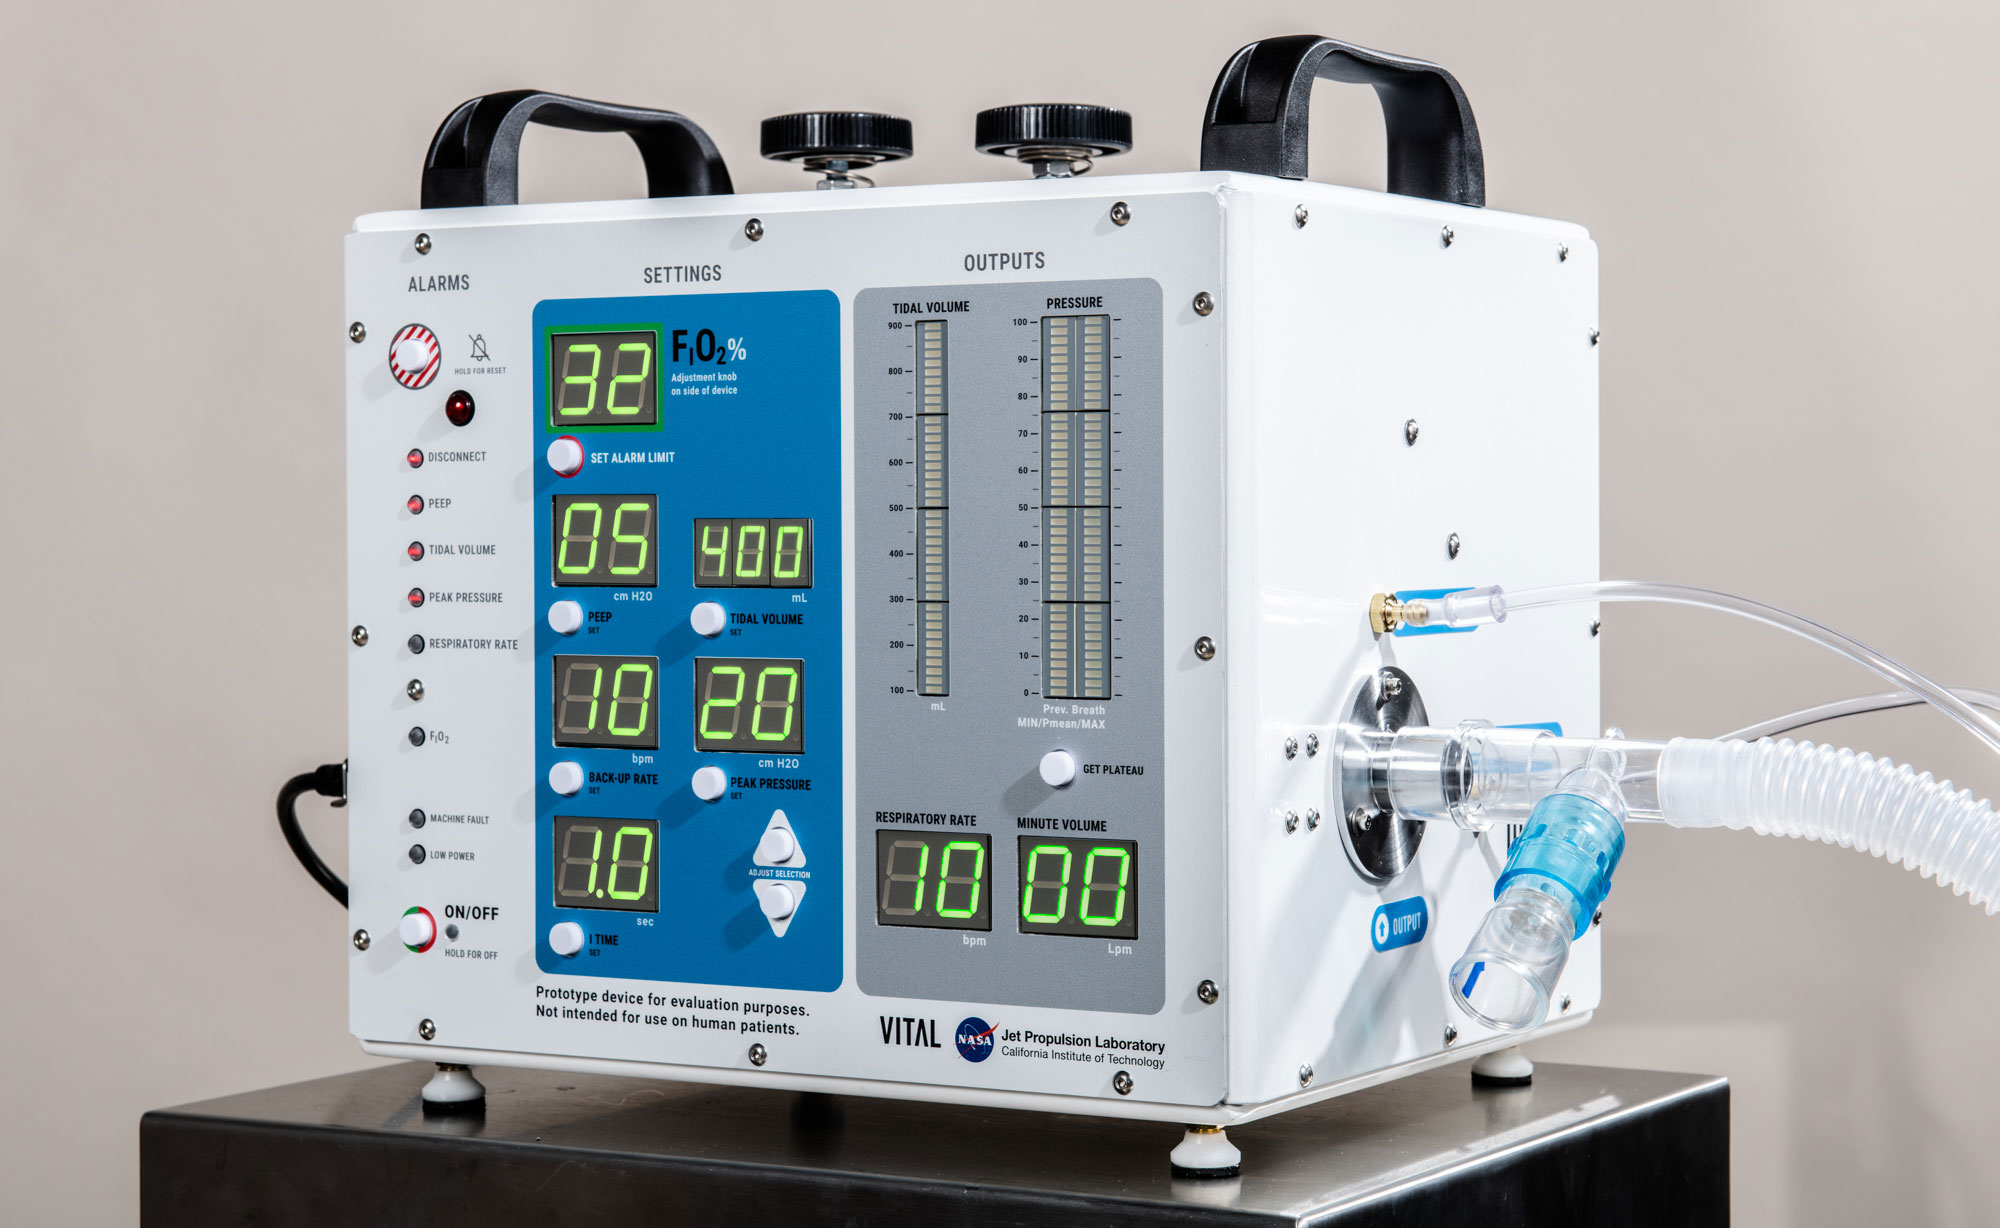 ALARMS
HOLD FOR RESET
DISCONNECT
PEEP
TIDAL VOLUME
PEAK PRESSURE
RESPIRATORY RATE
FIO2
MACHINE FAULT
LOW POWER
ON/OFF
HOLD FOR OFF
SETTINGS
32
FIO2%
Adjustment knob
on side of device
SET ALARM LIMIT
05
cm H2O
PEEP
SET
400
mL
TIDAL VOLUME
SET
10
bpm
BACK-UP RATE
SET
20
cm H2O
PEAK PRESSURE
SET
1.0
sec
I TIME
SET
ADJUST SELECTION
Prototype device for evaluation purposes.
Not intended for use on human patients.
OUTPUTS
TIDAL VOLUME
900
800
700
600
500
400
300
200
100
mL
PRESSURE
100
90
80
70
60
50
40
30
20
10
0
Prev. Breath
MIN/Pmean/MAX
GET PLATEAU
RESPIRATORY RATE
10
bpm
MINUTE VOLUME
00
Lpm
VITAL
NASA
Jet Propulsion Laboratory
California Institute of Technology
OUTPUT